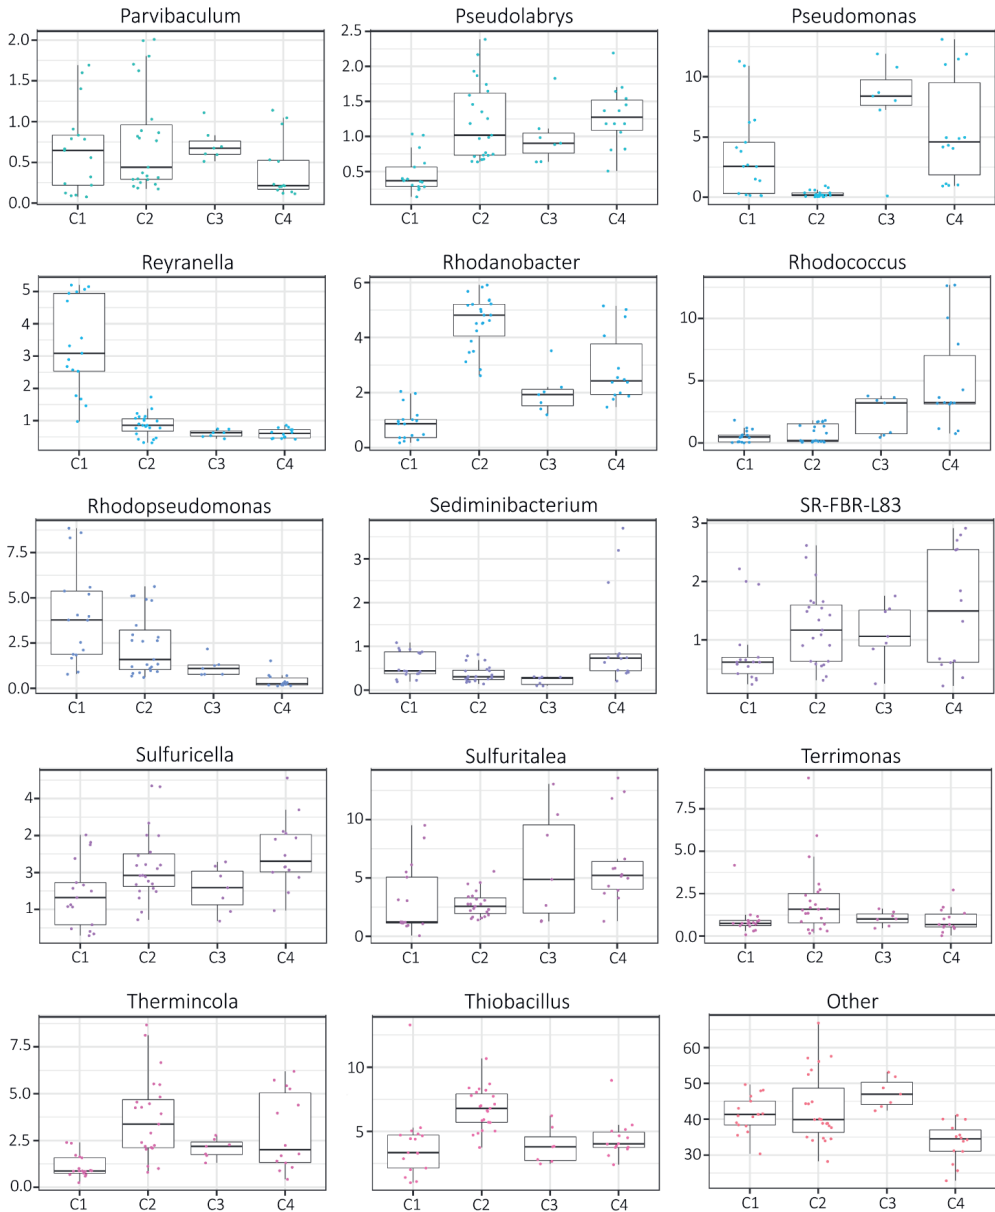 Parvibaculum Pseudolabrys Pseudomonas
2.0 1.5 1.0 0.5 0.0
2.5 2.0 1.5 1.0 0.5
10 5 0
C1 C2 C3 C4 C1 C2 C3 C4 C1 C2 C3 C4
Reyranella Rhodanobacter Rhodococcus
5 4 3 2 1
6 4 2 0
10 5 0
C1 C2 C3 C4 C1 C2 C3 C4 C1 C2 C3 C4
Rhodopseudomonas Sediminibacterium SR-FBR-L83
7.5 5.0 2.5 0.0
3 2 1 0
3 2 1
C1 C2 C3 C4 C1 C2 C3 C4 C1 C2 C3 C4
Sulfuricella Sulfuritalea Terrimonas
4 2 3 1
10 5 0
7.5 5.0 2.5 0.0
C1 C2 C3 C4 C1 C2 C3 C4 C1 C2 C3 C4
Thermincola Thiobacillus Other
7.5 5.0 2.5 0.0
10 5
60 50 40 30
C1 C2 C3 C4 C1 C2 C3 C4 C1 C2 C3 C4